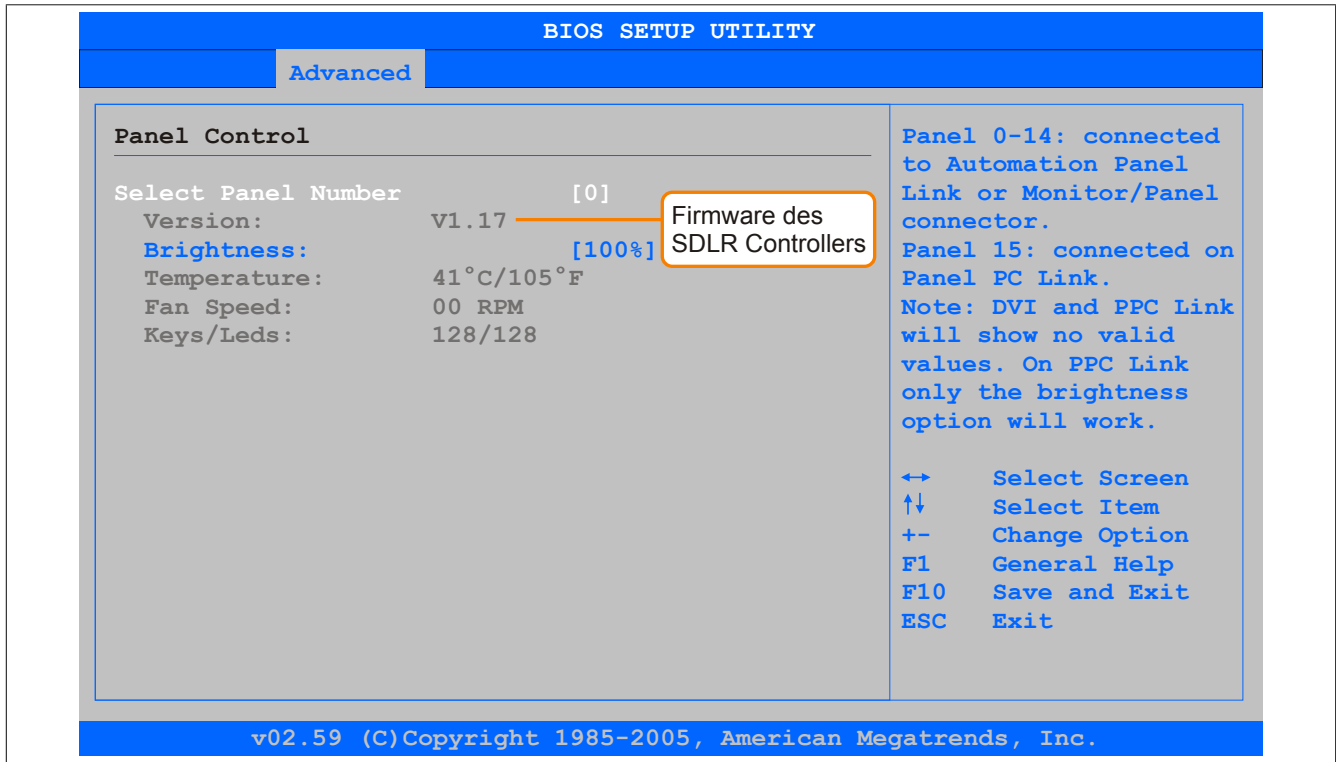 BIOS SETUP UTILITY
Advanced
Panel Control
Select Panel Number [0]
Version: V1.17
Firmware des
SDLR Controllers
Brightness: [100%]
Temperature: 41°C/105°F
Fan Speed: 00 RPM
Keys/Leds: 128/128
Panel 0-14: connected
to Automation Panel
Link or Monitor/Panel
connector.
Panel 15: connected on
Panel PC Link.
Note: DVI and PPC Link
will show no valid
values. On PPC Link
only the brightness
option will work.
↔ Select Screen
↑↓ Select Item
+- Change Option
F1 General Help
F10 Save and Exit
ESC Exit
v02.59 (C)Copyright 1985-2005, American Megatrends, Inc.